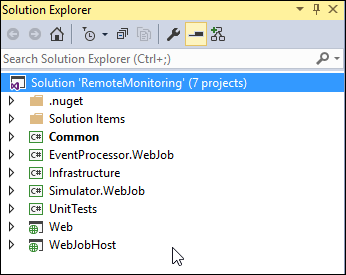 Solution Explorer
Search Solution Explorer (Ctrl+;)
Solution 'RemoteMonitoring' (7 projects)
.nuget
Solution Items
C# Common
C# EventProcessor.WebJob
C# Infrastructure
C# Simulator.WebJob
C# UnitTests
Web
WebJobHost